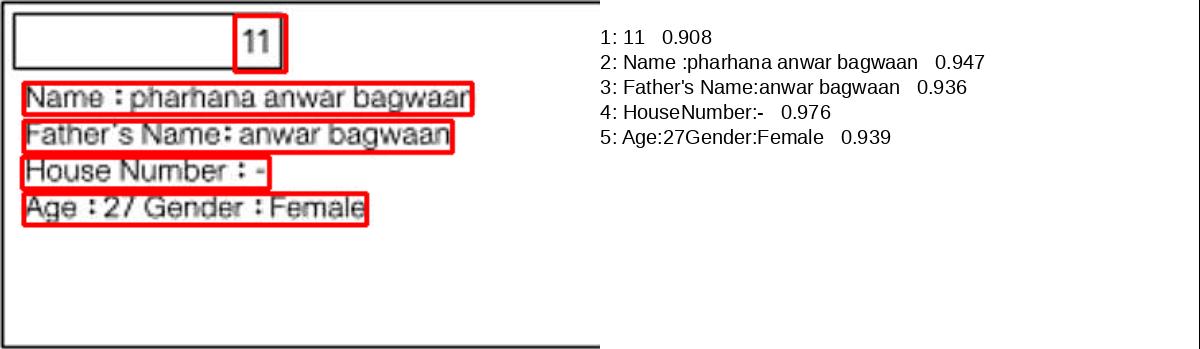 11
Name : pharhana anwar bagwaan
Father's Name: anwar bagwaan
House Number : -
Age : 27 Gender : Female
1: 11 0.908
2: Name :pharhana anwar bagwaan 0.947
3: Father's Name:anwar bagwaan 0.936
4: HouseNumber:- 0.976
5: Age:27Gender:Female 0.939